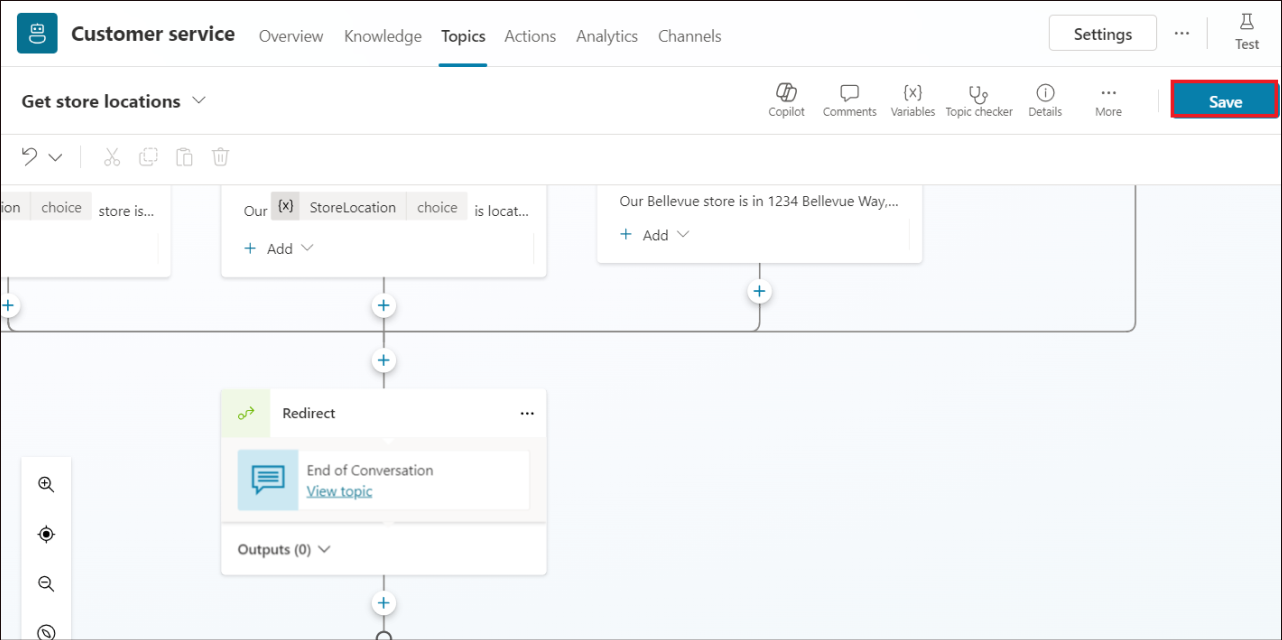 Customer service
Overview Knowledge Topics Actions Analytics Channels
Settings ...
Test
Get store locations
Copilot Comments {x} Variables Topic checker Details ... More
Save
ion choice store is...
Our {x} StoreLocation choice is locat...
+ Add
Our Bellevue store is in 1234 Bellevue Way,...
+ Add
Redirect ...
End of Conversation
View topic
Outputs (0)